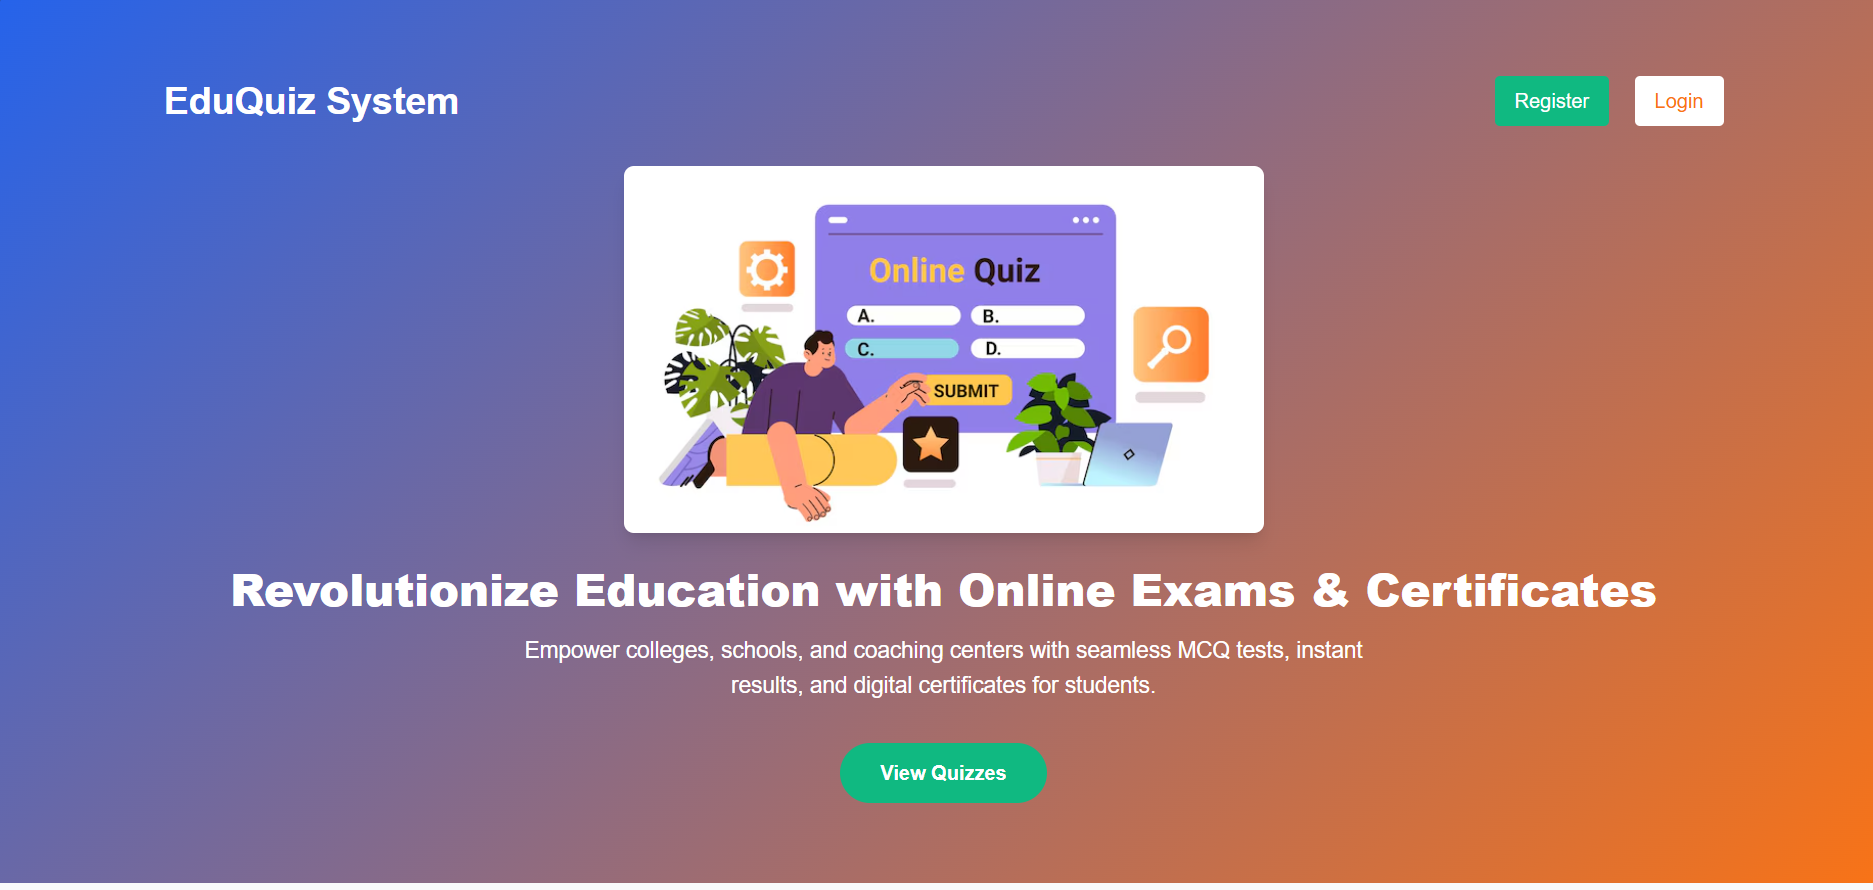 EduQuiz System
Register
Login
Online Quiz
A.
B.
C.
D.
SUBMIT
Revolutionize Education with Online Exams & Certificates
Empower colleges, schools, and coaching centers with seamless MCQ tests, instant
results, and digital certificates for students.
View Quizzes